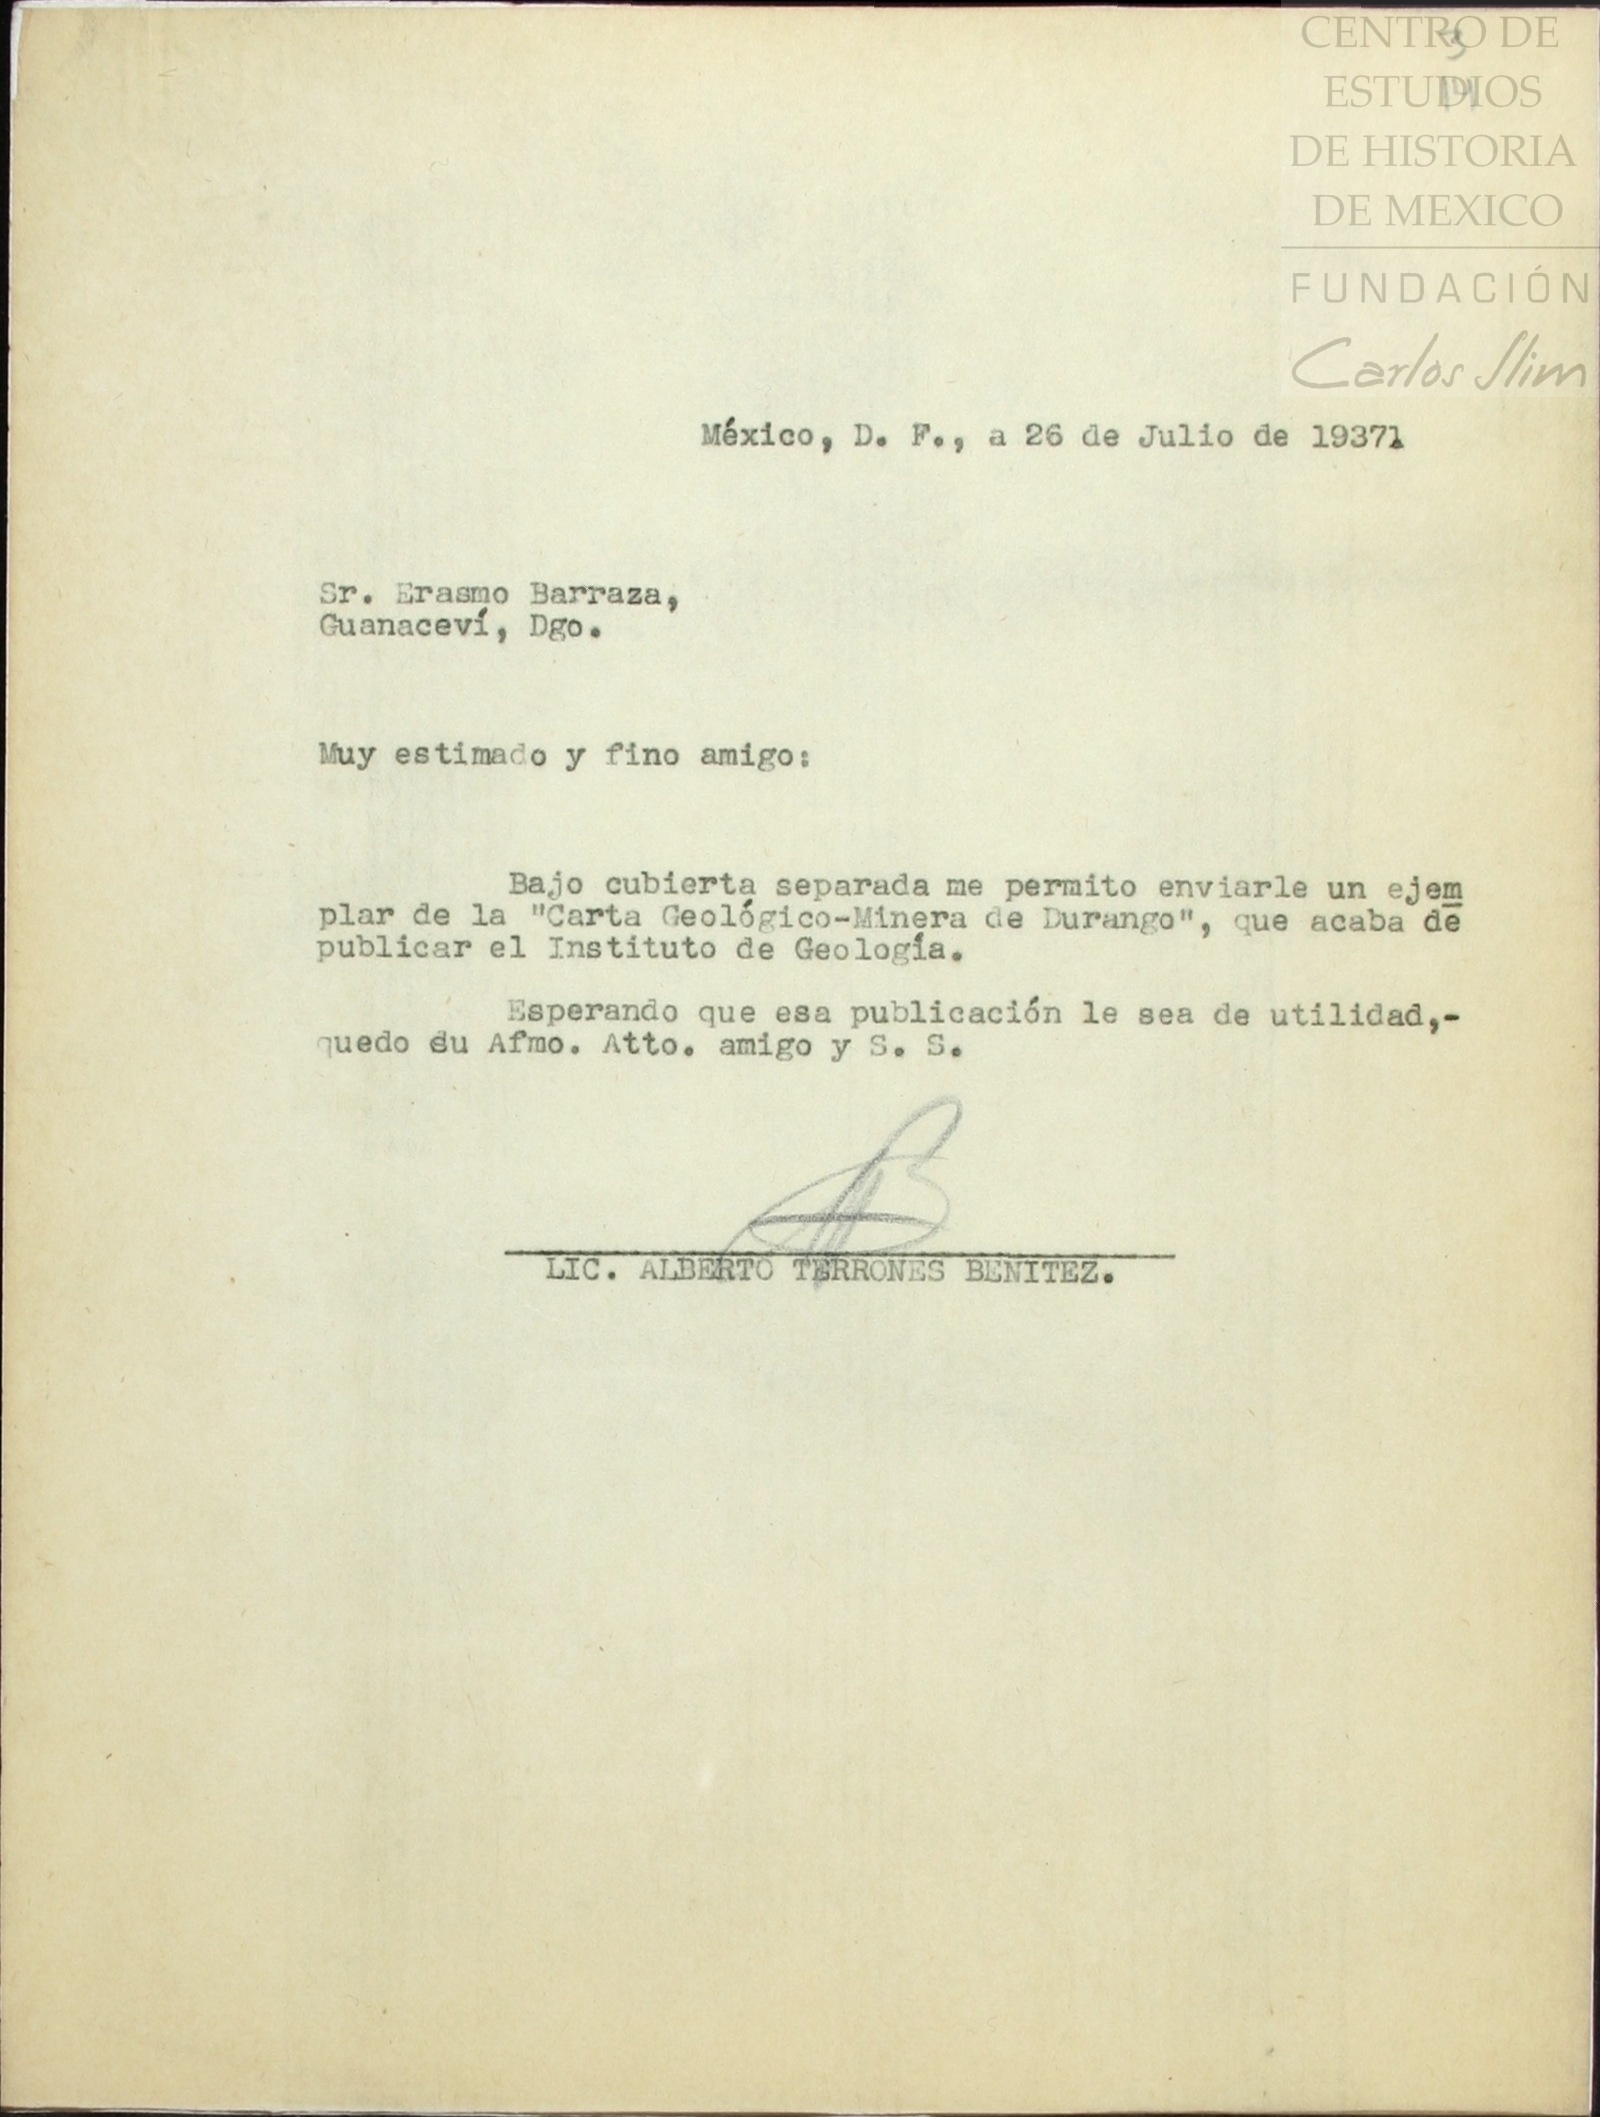 CENTRO DE
ESTUDIOS
DE HISTORIA
DE MEXICO
FUNDACIÓN
Carlos Slim
México, D. F., a 26 de Julio de 19371
Sr. Erasmo Barraza,
Guanaceví, Dgo.
Muy estimado y fino amigo:
Bajo cubierta separada me permito enviarle un ejem
plar de la "Carta Geológico-Minera de Durango", que acaba de
publicar el Instituto de Geología.
Esperando que esa publicación le sea de utilidad,-
quedo su Afmo. Atto. amigo y S. S.
LIC. ALBERTO TERRONES BENITEZ.